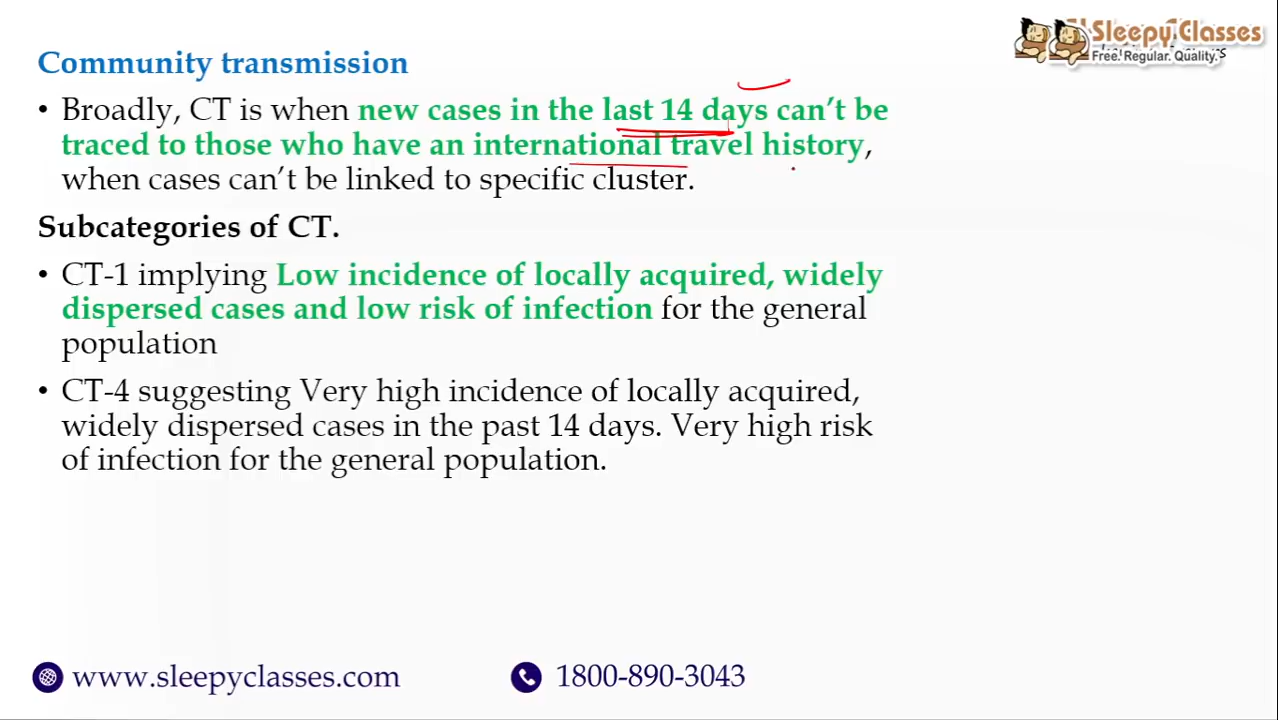 Sleepy Classes
Free. Regular. Quality.
Community transmission
• Broadly, CT is when new cases in the last 14 days can't be
traced to those who have an international travel history,
when cases can't be linked to specific cluster.
Subcategories of CT.
• CT-1 implying Low incidence of locally acquired, widely
dispersed cases and low risk of infection for the general
population
• CT-4 suggesting Very high incidence of locally acquired,
widely dispersed cases in the past 14 days. Very high risk
of infection for the general population.
www.sleepyclasses.com
1800-890-3043